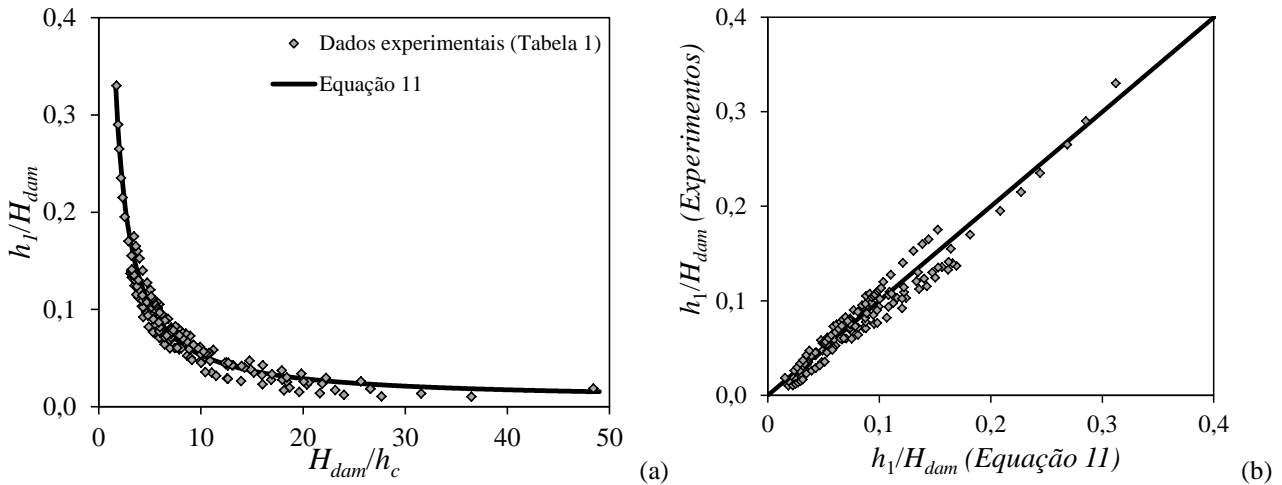 0,4
0,3
0,2
0,1
0,0
h1/Hdam
Dados experimentais (Tabela 1)
Equação 11
0
10
20
30
40
50
Hdam/hc
(a)
0,4
0,3
0,2
0,1
0,0
h1/Hdam (Experimentos)
0
0,1
0,2
0,3
0,4
h1/Hdam (Equação 11)
(b)